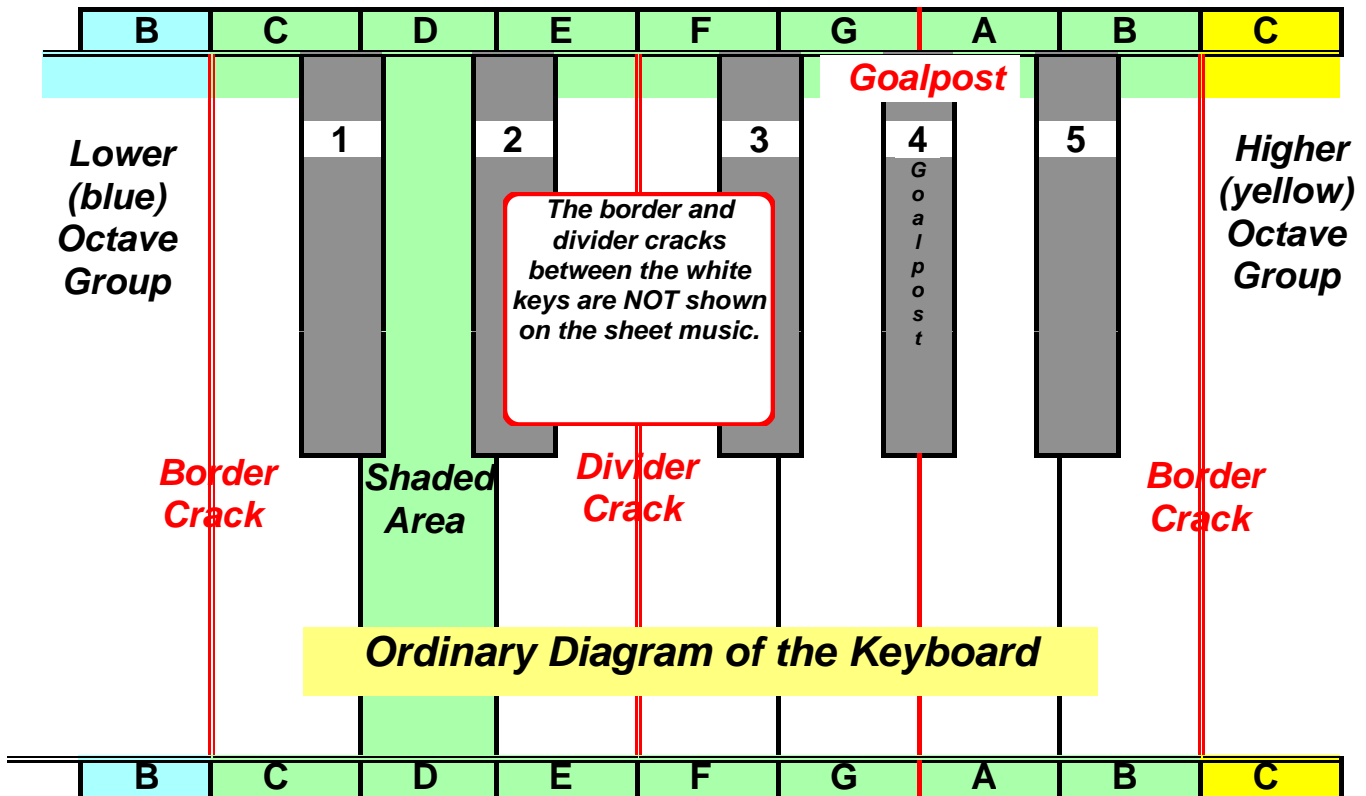 B C D E F G A B C
Goalpost
1 2 3 4 5
Lower
(blue)
Octave
Group
Goalpost
The border and
divider cracks
between the white
keys are NOT shown
on the sheet music.
Higher
(yellow)
Octave
Group
Border
Crack
Shaded
Area
Divider
Crack
Border
Crack
Ordinary Diagram of the Keyboard
B C D E F G A B C